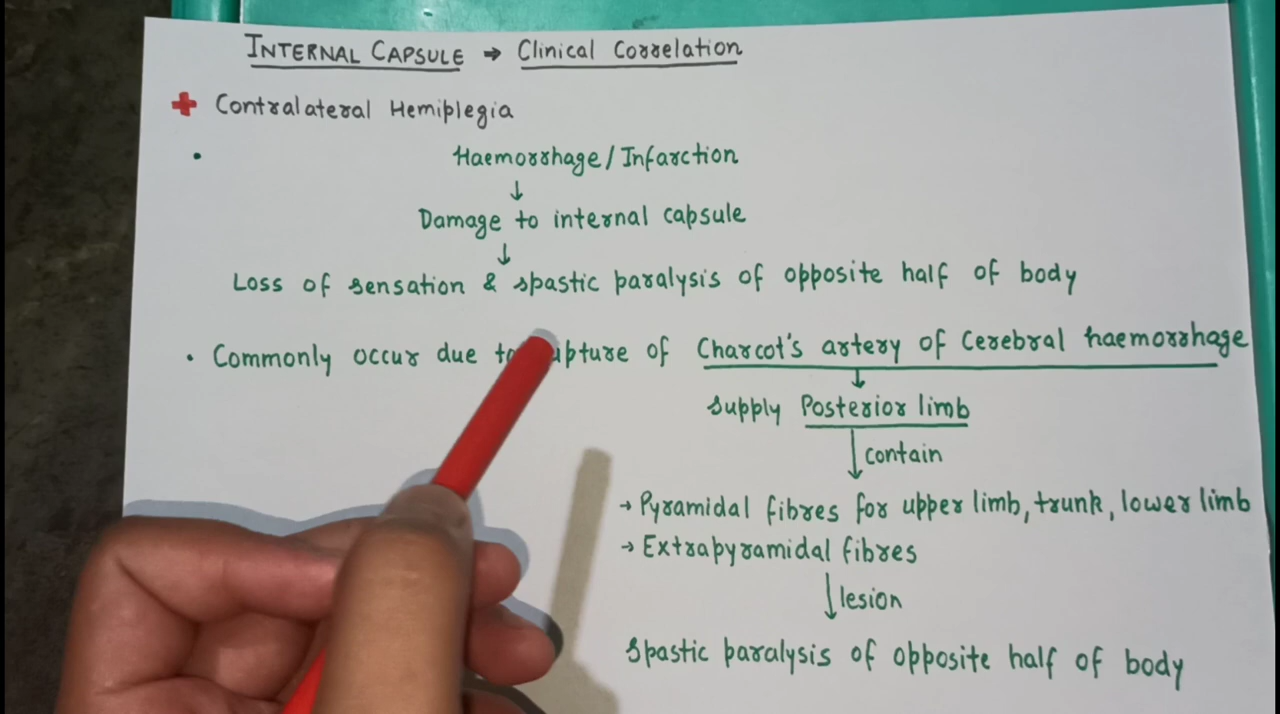 INTERNAL CAPSULE → Clinical Correlation
+ Contralateral Hemiplegia
• Haemorrhage/Infarction
↓
Damage to internal capsule
↓
Loss of sensation & spastic paralysis of opposite half of body
• Commonly occur due to rupture of Charcot's artery of Cerebral haemorrhage
↓
supply Posterior limb
↓ contain
→ Pyramidal fibres for upper limb, trunk, lower limb
→ Extrapyramidal fibres
↓ lesion
Spastic paralysis of opposite half of body